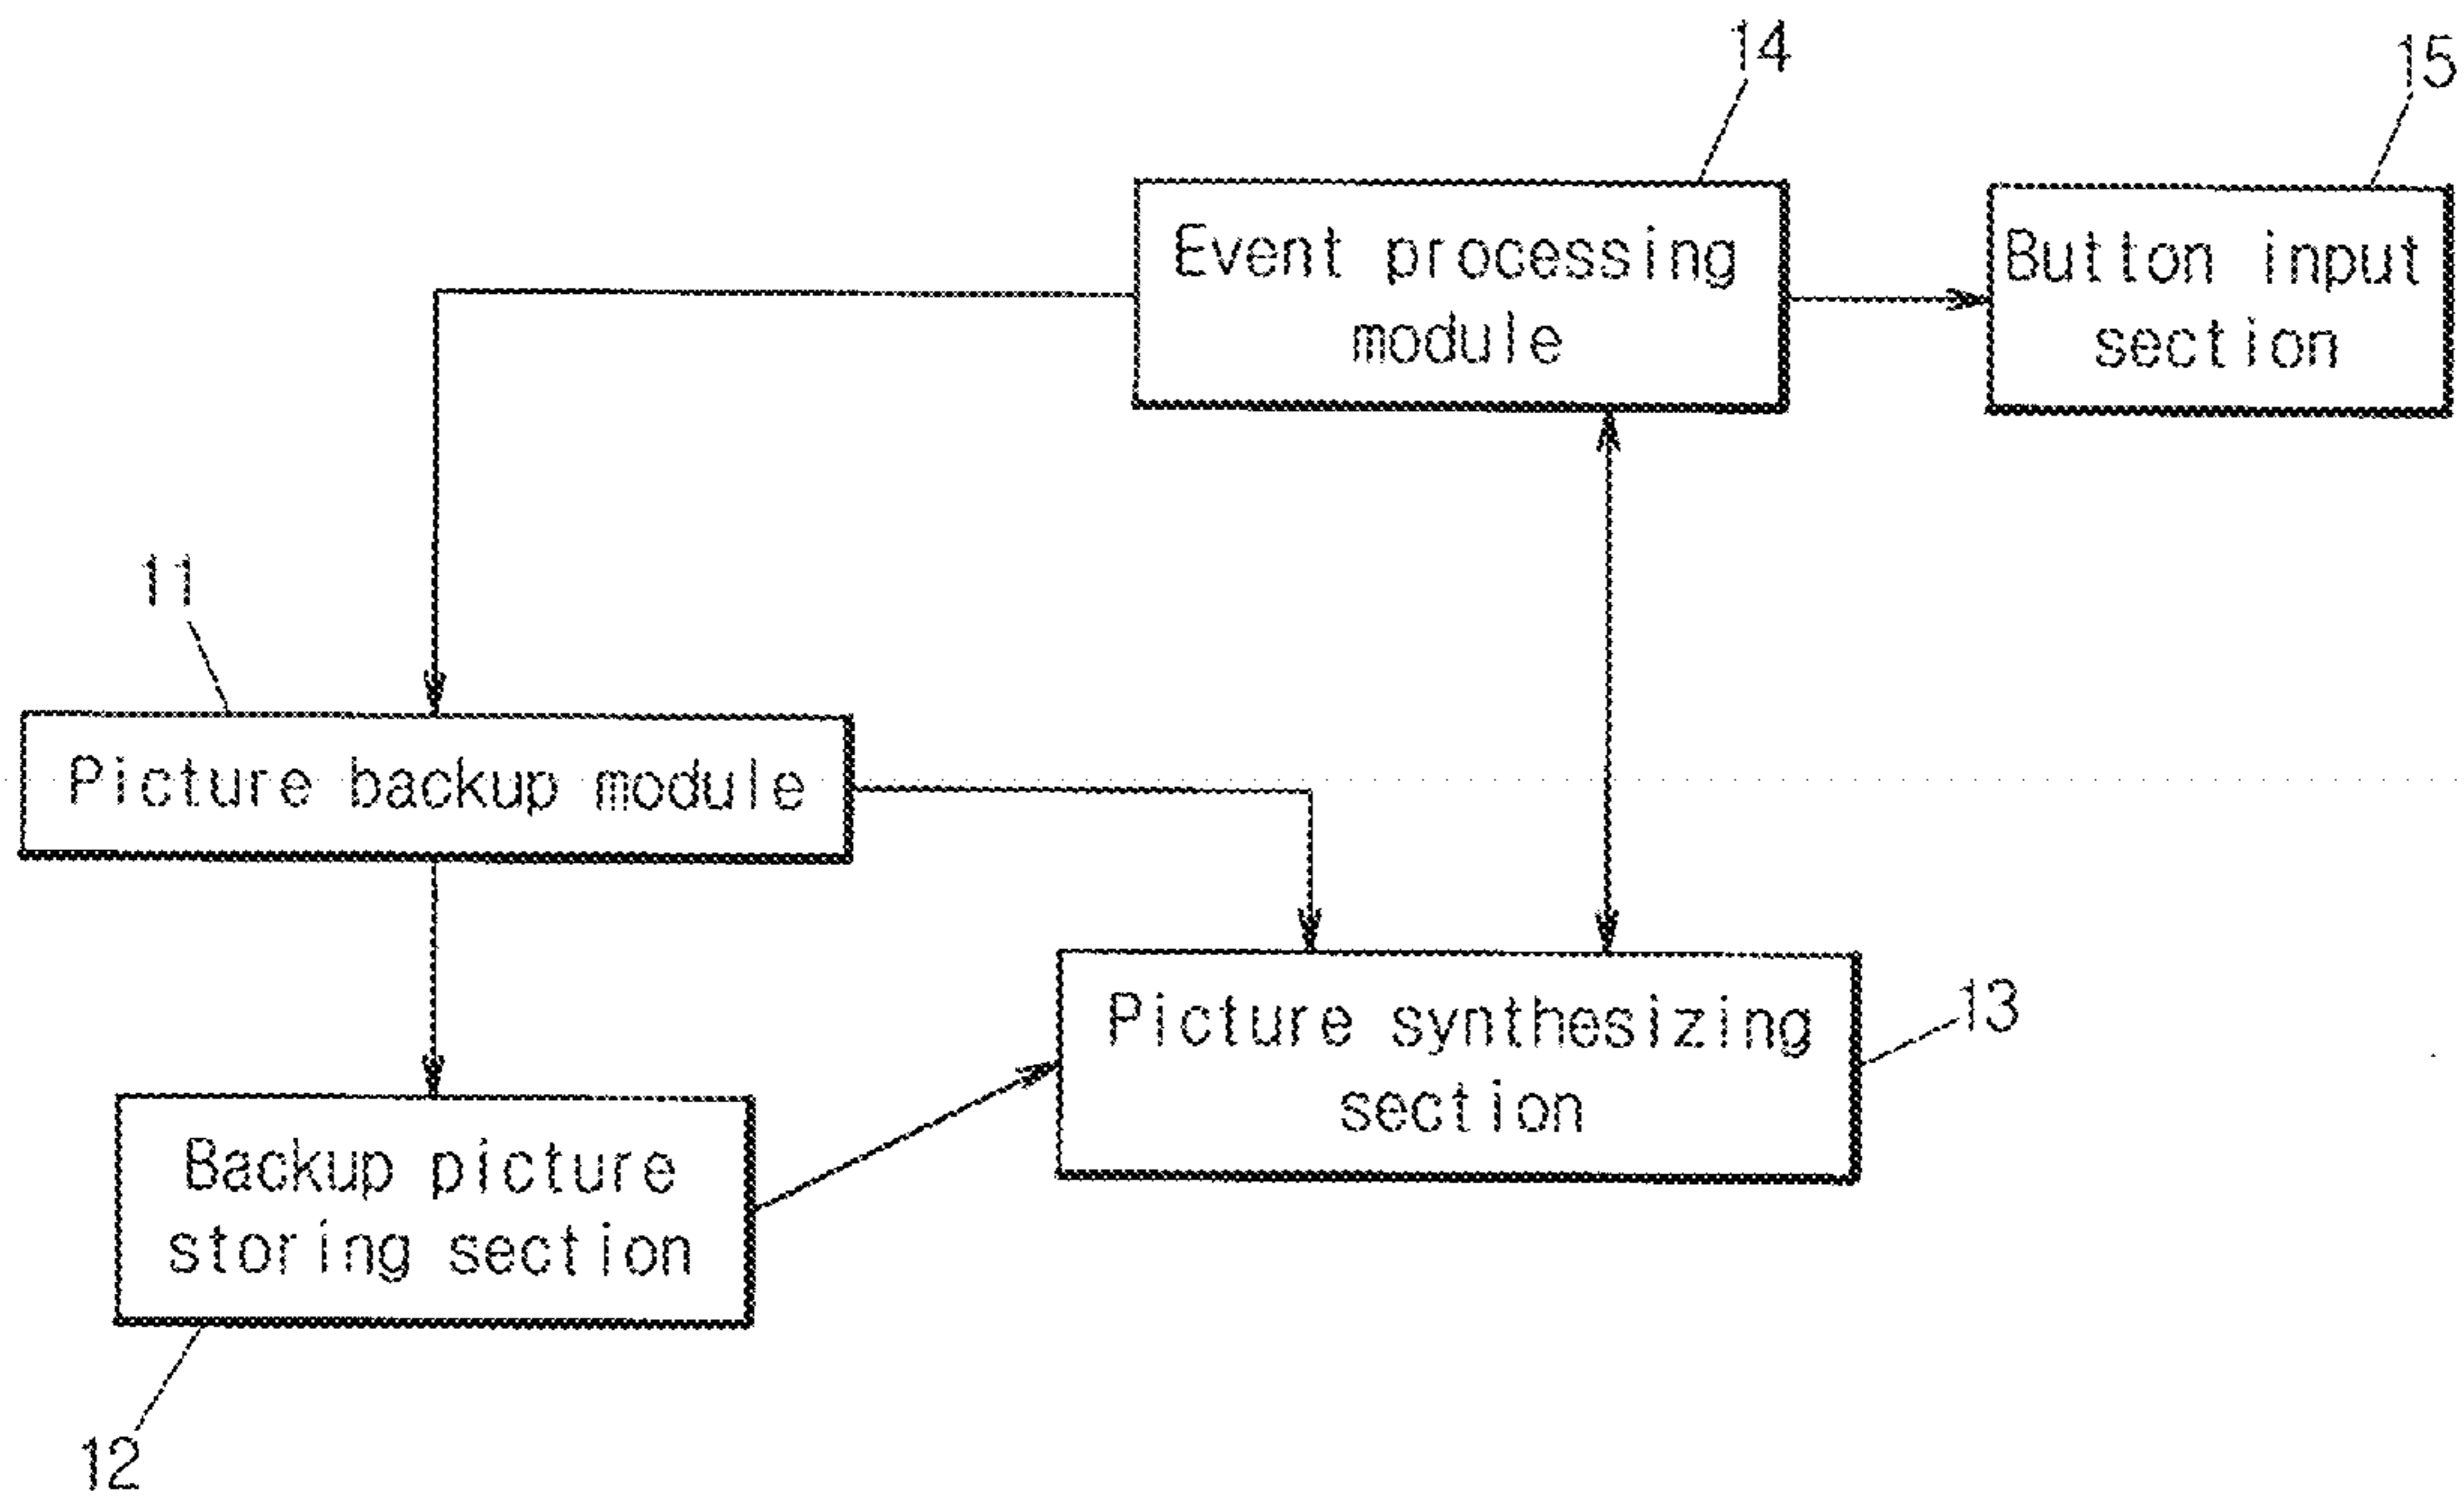 14
15
Event processing
module
Button input
section
11
Picture backup module
Picture synthesizing
section
13
Backup picture
storing section
12